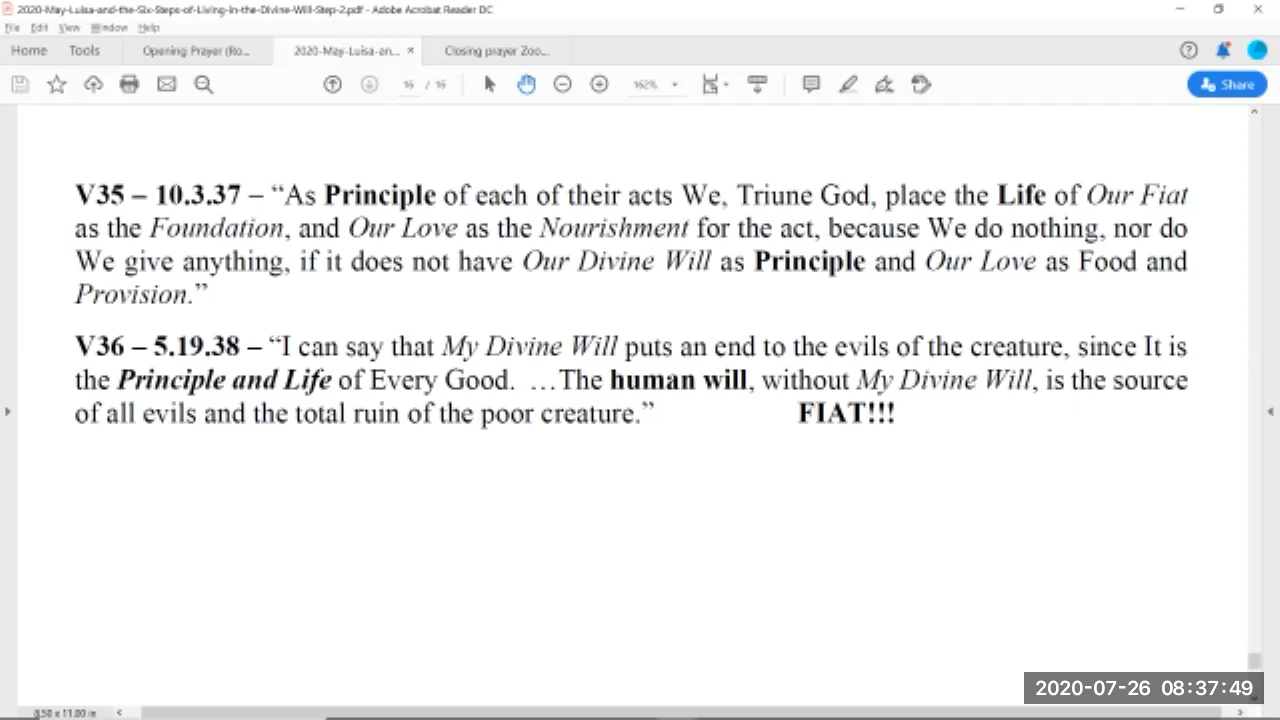 2020-May-Luisa-and-the-Six-Steps-of-Living-in-the-Divine-Will-Step-2.pdf - Adobe Acrobat Reader DC
File Edit View Window Help
Home Tools Opening Prayer (Ro... 2020-May-Luisa-an... × Closing prayer Zoo...
16 / 16 162% Share
V35 – 10.3.37 – “As Principle of each of their acts We, Triune God, place the Life of Our Fiat
as the Foundation, and Our Love as the Nourishment for the act, because We do nothing, nor do
We give anything, if it does not have Our Divine Will as Principle and Our Love as Food and
Provision.”
V36 – 5.19.38 – “I can say that My Divine Will puts an end to the evils of the creature, since It is
the Principle and Life of Every Good. …The human will, without My Divine Will, is the source
of all evils and the total ruin of the poor creature.” FIAT!!!
2020-07-26 08:37:49
8.50 x 11.00 in